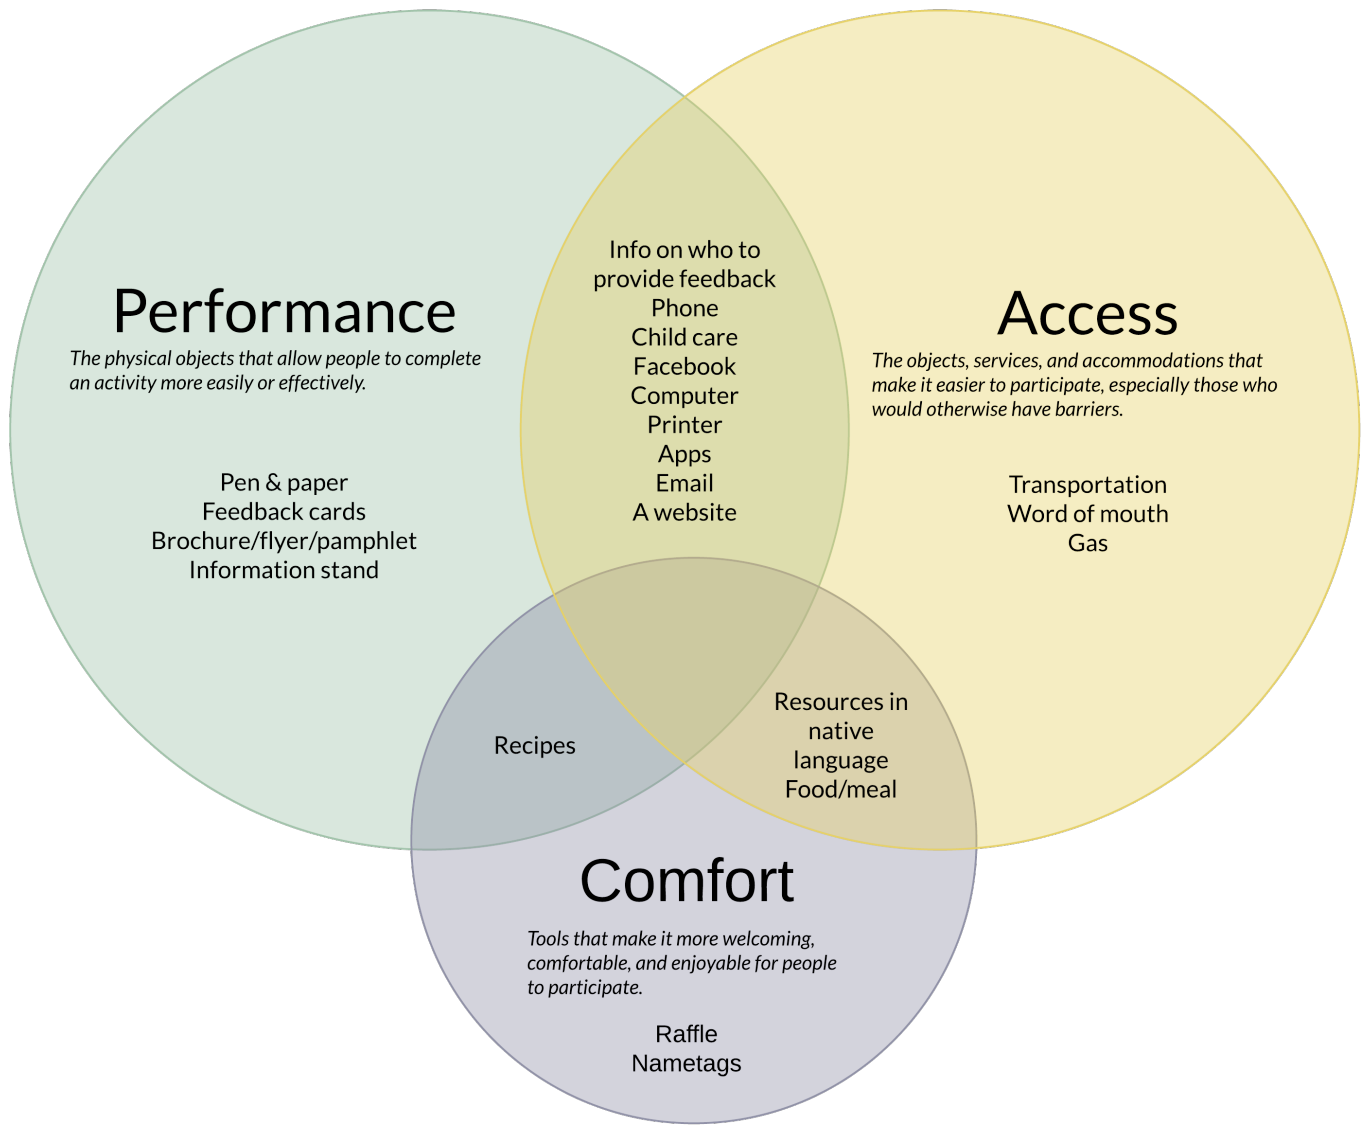 Performance
The physical objects that allow people to complete
an activity more easily or effectively.
Pen & paper
Feedback cards
Brochure/flyer/pamphlet
Information stand
Info on who to
provide feedback
Phone
Child care
Facebook
Computer
Printer
Apps
Email
A website
Access
The objects, services, and accommodations that
make it easier to participate, especially those who
would otherwise have barriers.
Transportation
Word of mouth
Gas
Recipes
Resources in
native
language
Food/meal
Comfort
Tools that make it more welcoming,
comfortable, and enjoyable for people
to participate.
Raffle
Nametags